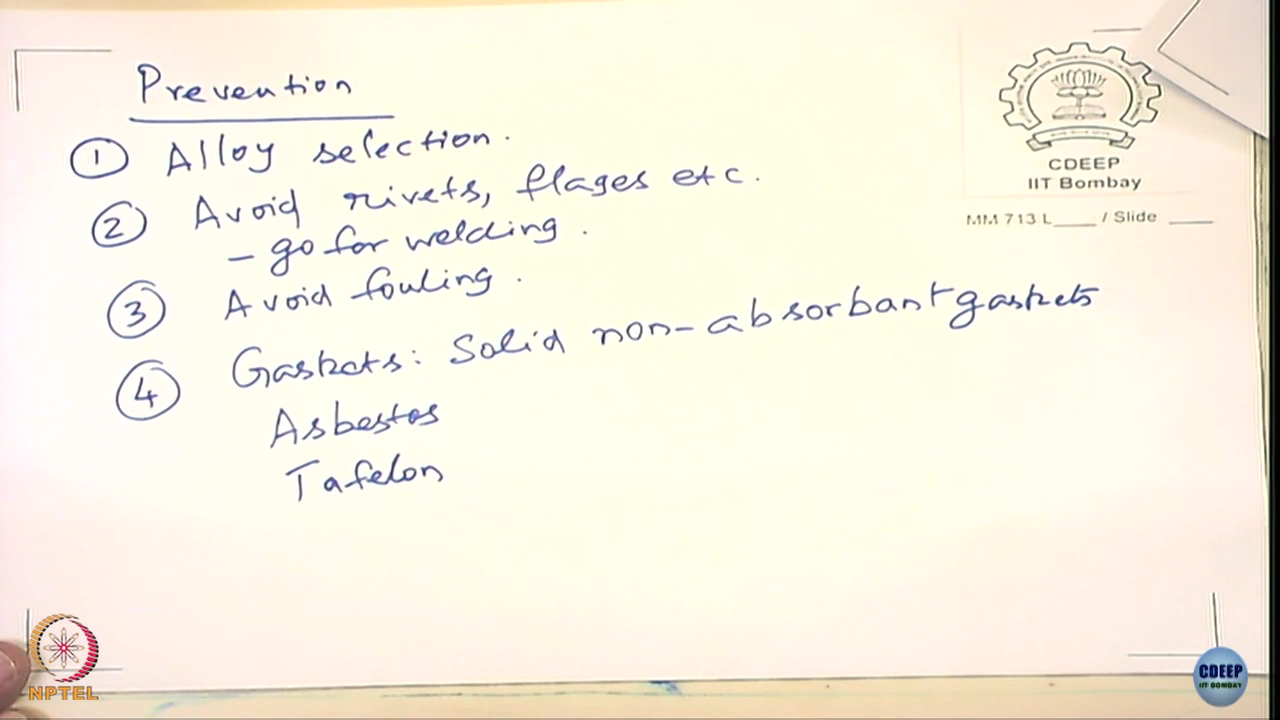 Prevention
① Alloy selection.
② Avoid rivets, flages etc.
- go for welding.
③ Avoid fouling.
④ Gaskets: Solid non-absorbant gaskets
Asbestos
Tafelon
CDEEP
IIT Bombay
MM 713 L____ / Slide ____
NPTEL
CDEEP
IIT BOMBAY